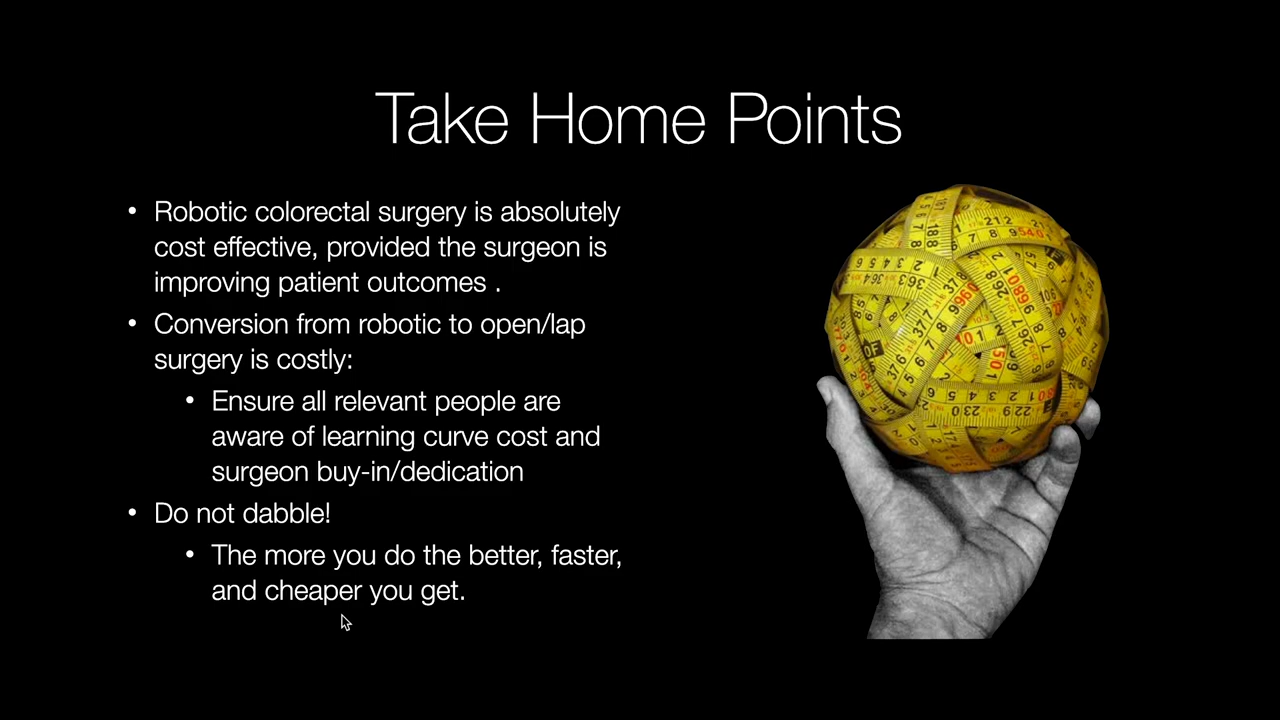 Take Home Points
• Robotic colorectal surgery is absolutely
cost effective, provided the surgeon is
improving patient outcomes .
• Conversion from robotic to open/lap
surgery is costly:
• Ensure all relevant people are
aware of learning curve cost and
surgeon buy-in/dedication
• Do not dabble!
• The more you do the better, faster,
and cheaper you get.